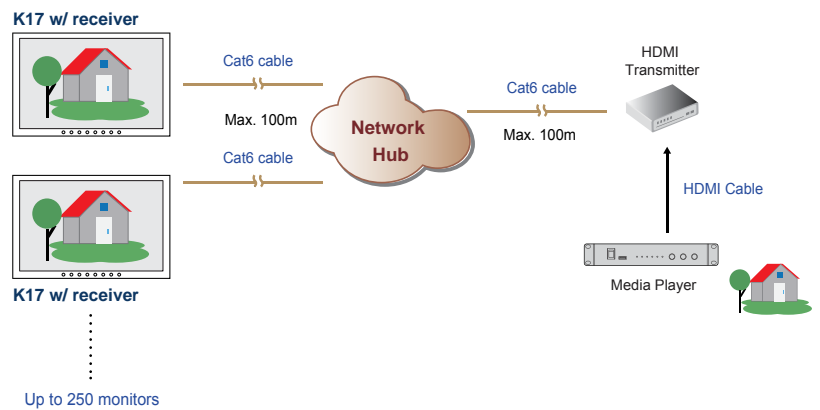 K17 w/ receiver
Cat6 cable
Max. 100m
Cat6 cable
K17 w/ receiver
Up to 250 monitors
Network
Hub
Cat6 cable
Max. 100m
HDMI
Transmitter
HDMI Cable
Media Player